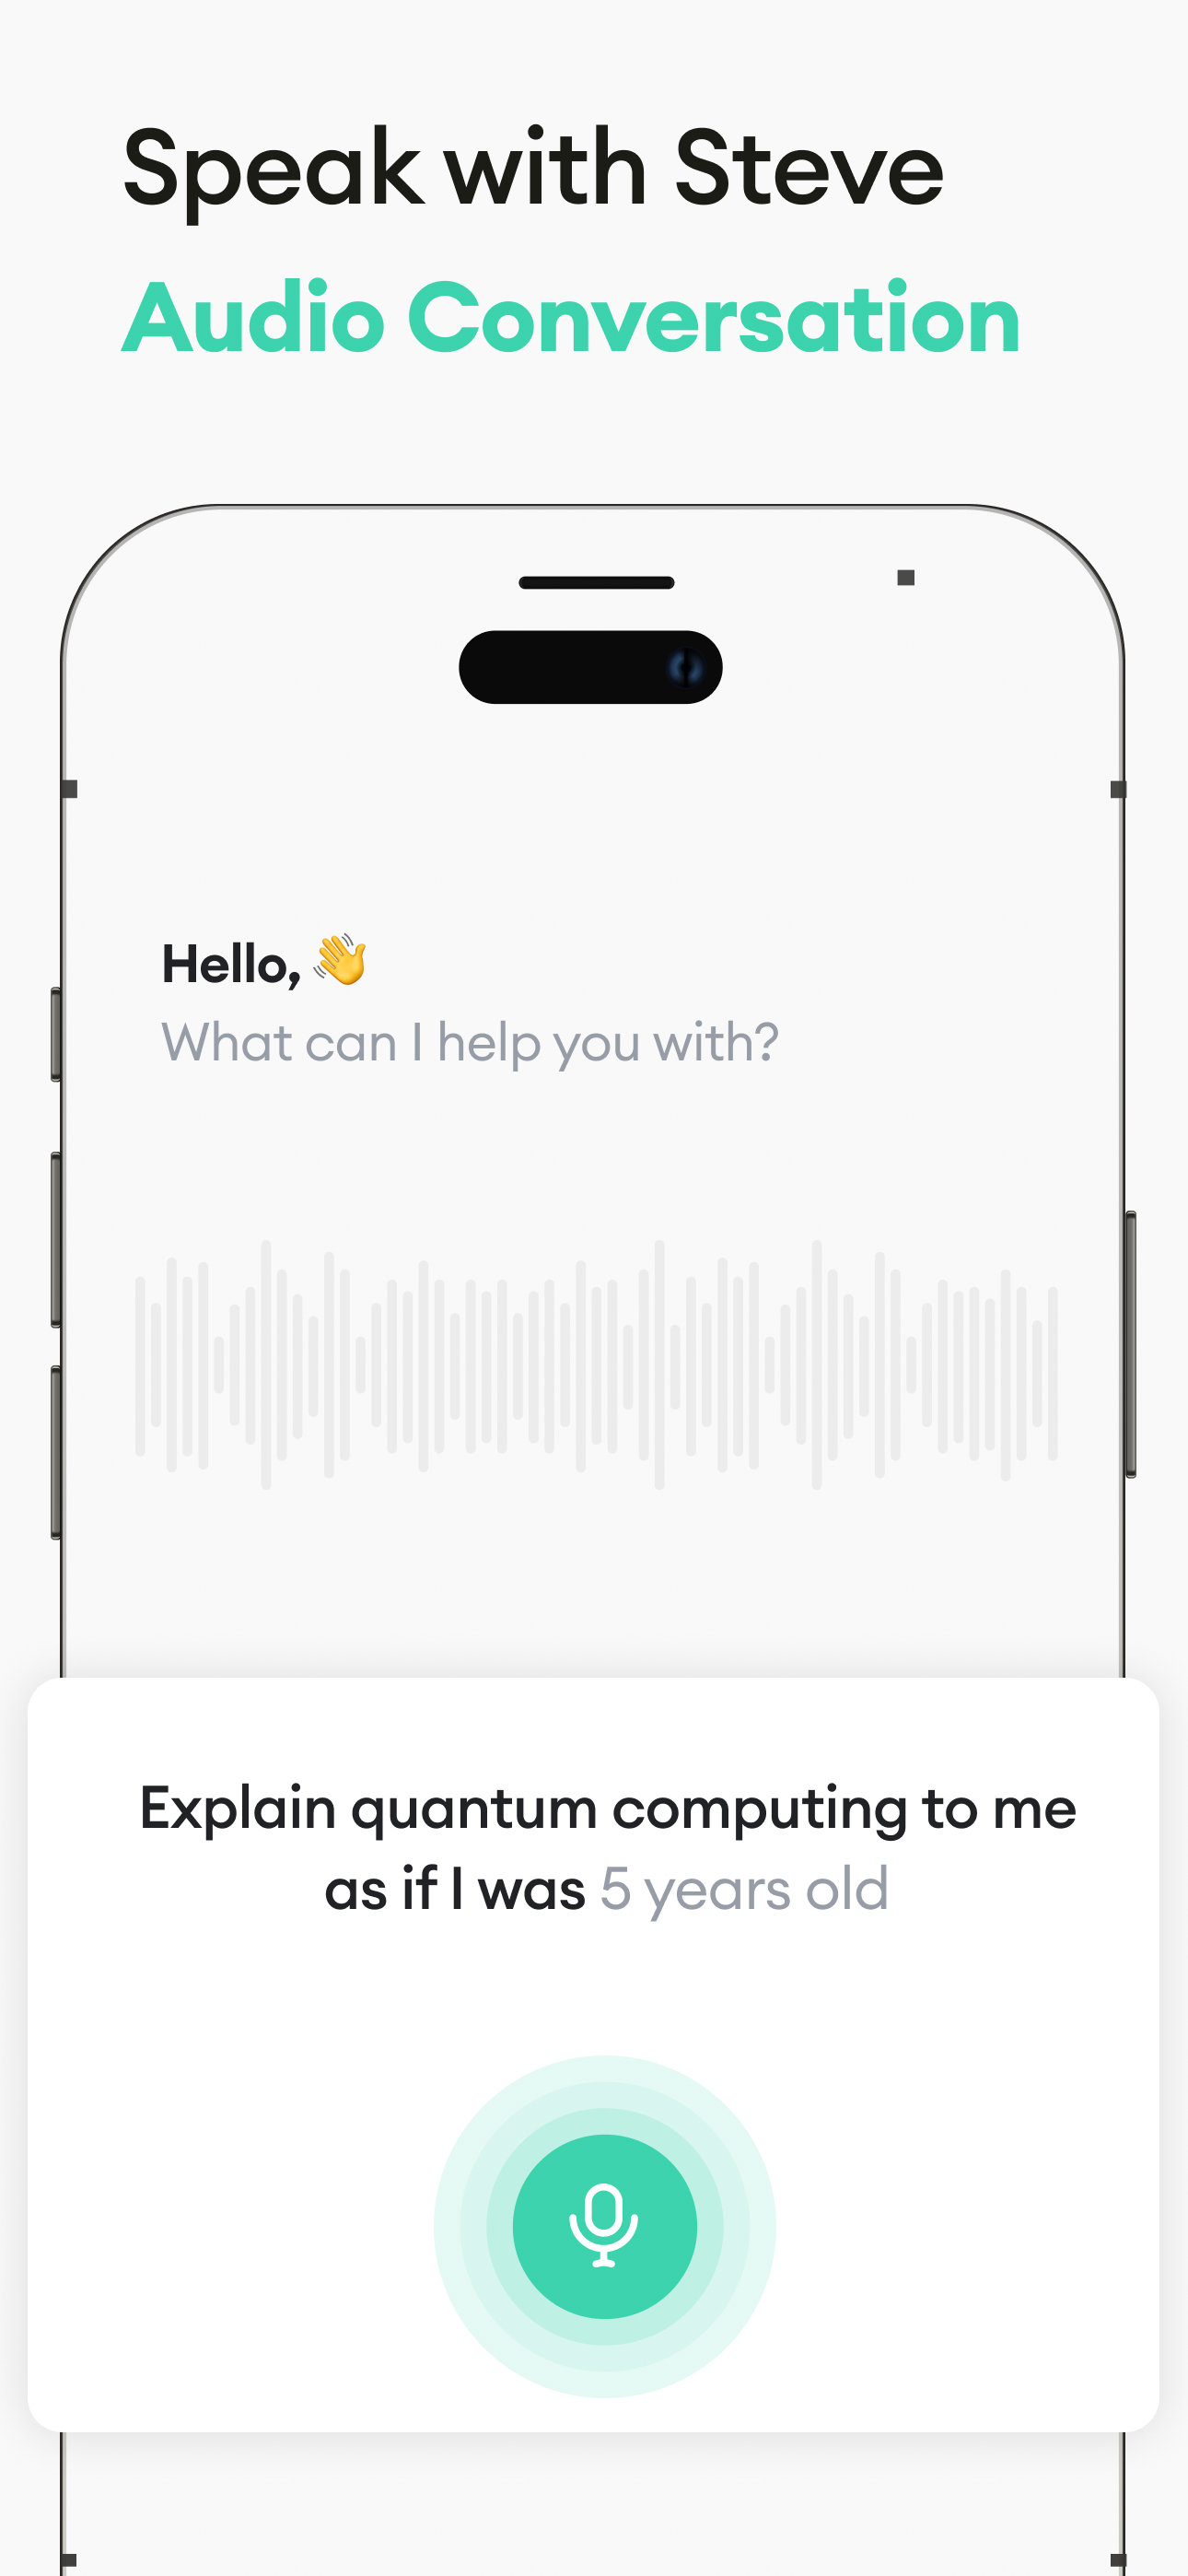 Speak with Steve
Audio Conversation
Hello, 👋
What can I help you with?
Explain quantum computing to me
as if I was 5 years old